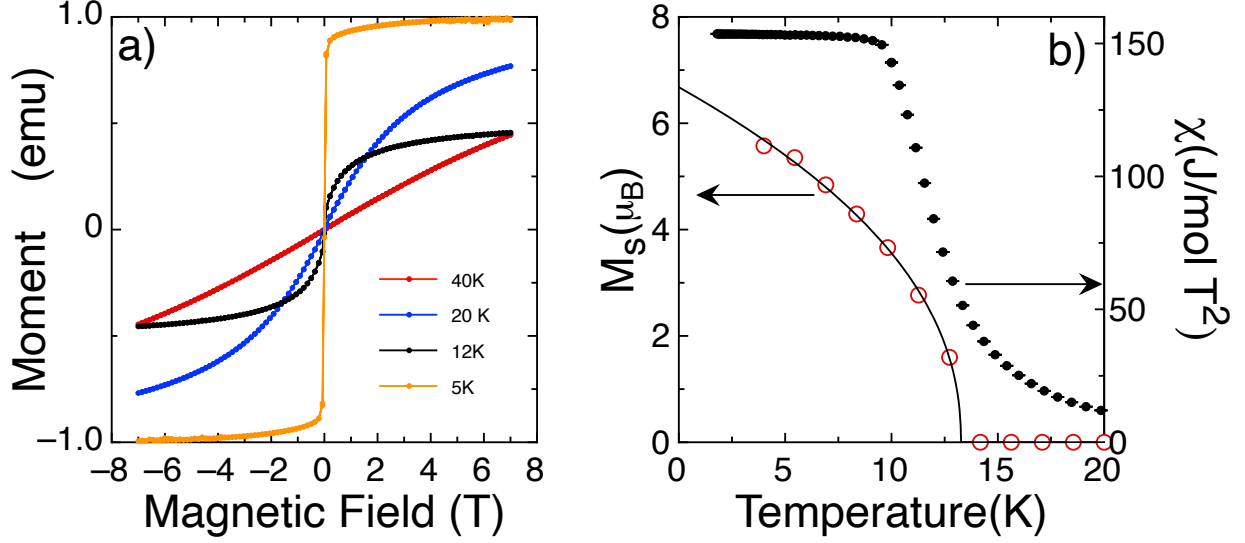 a)
1.0
0
−1.0
Moment (emu)
−8 −6 −4 −2 0 2 4 6 8
Magnetic Field (T)
40K
20 K
12K
5K
b)
8
6
4
2
0
M_S(μ_B)
0 5 10 15 20
Temperature(K)
150
100
50
0
χ(J/mol T²)